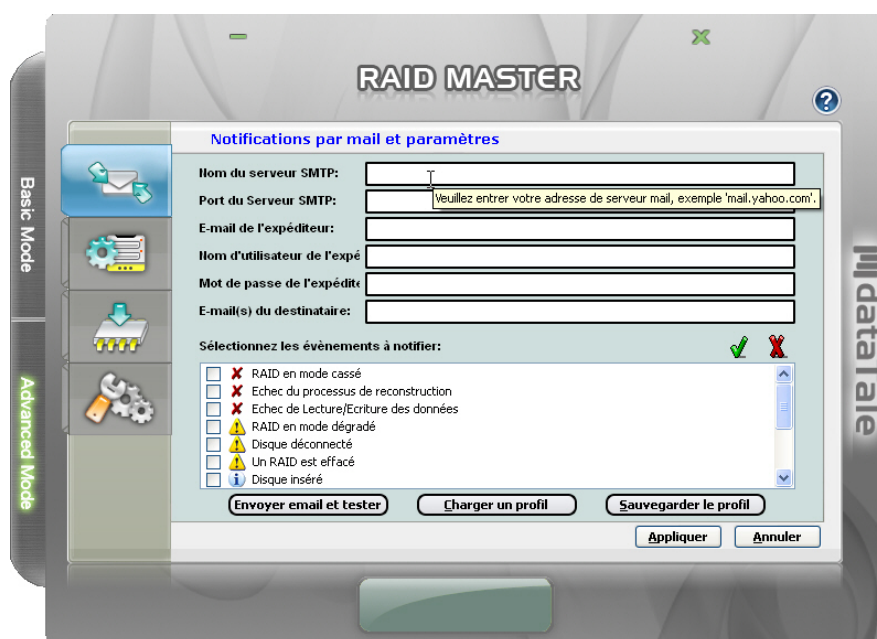 RAID MASTER
Basic Mode
Advanced Mode
dataTale
Notifications par mail et paramètres
Nom du serveur SMTP:
Veuillez entrer votre adresse de serveur mail, exemple 'mail.yahoo.com'.
Port du Serveur SMTP:
E-mail de l'expéditeur:
Nom d'utilisateur de l'expé
Mot de passe de l'expédite
E-mail(s) du destinataire:
Sélectionnez les évènements à notifier:
RAID en mode cassé
Echec du processus de reconstruction
Echec de Lecture/Ecriture des données
RAID en mode dégradé
Disque déconnecté
Un RAID est effacé
Disque inséré
Envoyer email et tester
Charger un profil
Sauvegarder le profil
Appliquer
Annuler